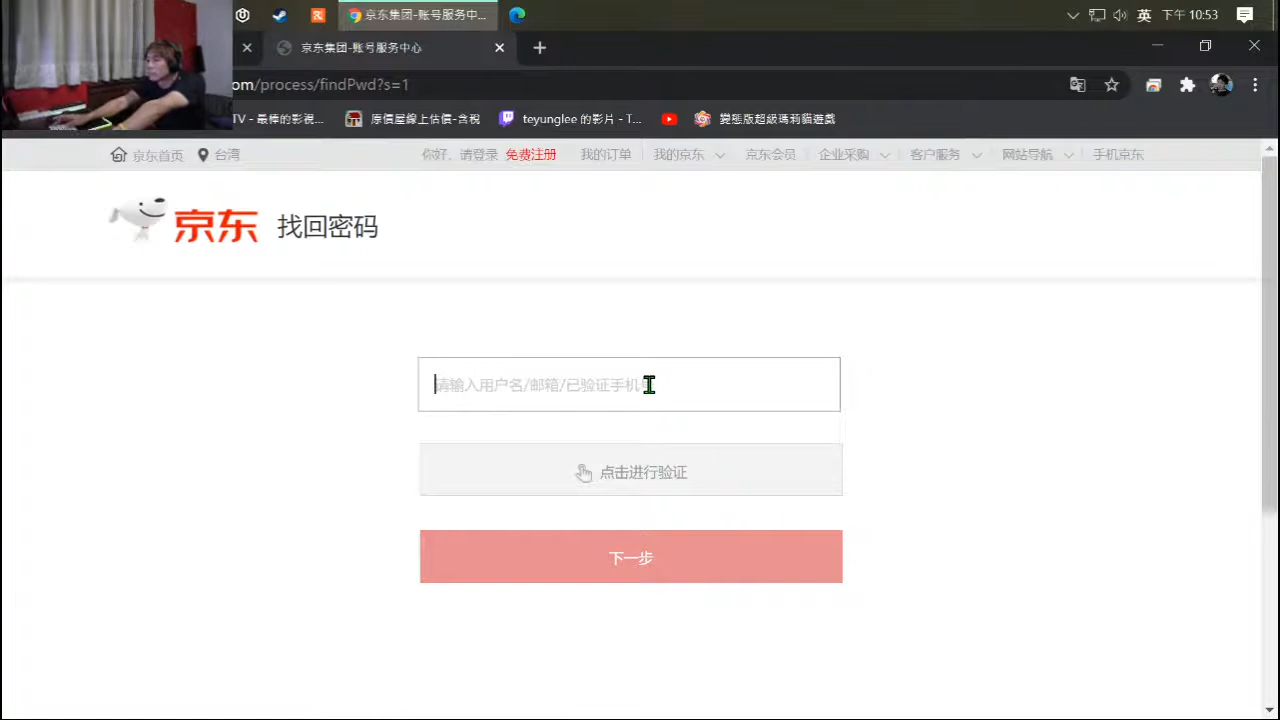 京东集团-账号服务中...
英
下午 10:53
京东集团-账号服务中心
om/process/findPwd?s=1
TV - 最棒的影視...
原價屋線上估價-含稅
teyunglee 的影片 - T...
變態版超級瑪莉貓遊戲
京东首页
台湾
你好，请登录 免费注册
我的订单
我的京东
京东会员
企业采购
客户服务
网站导航
手机京东
京东
找回密码
请输入用户名/邮箱/已验证手机号
点击进行验证
下一步